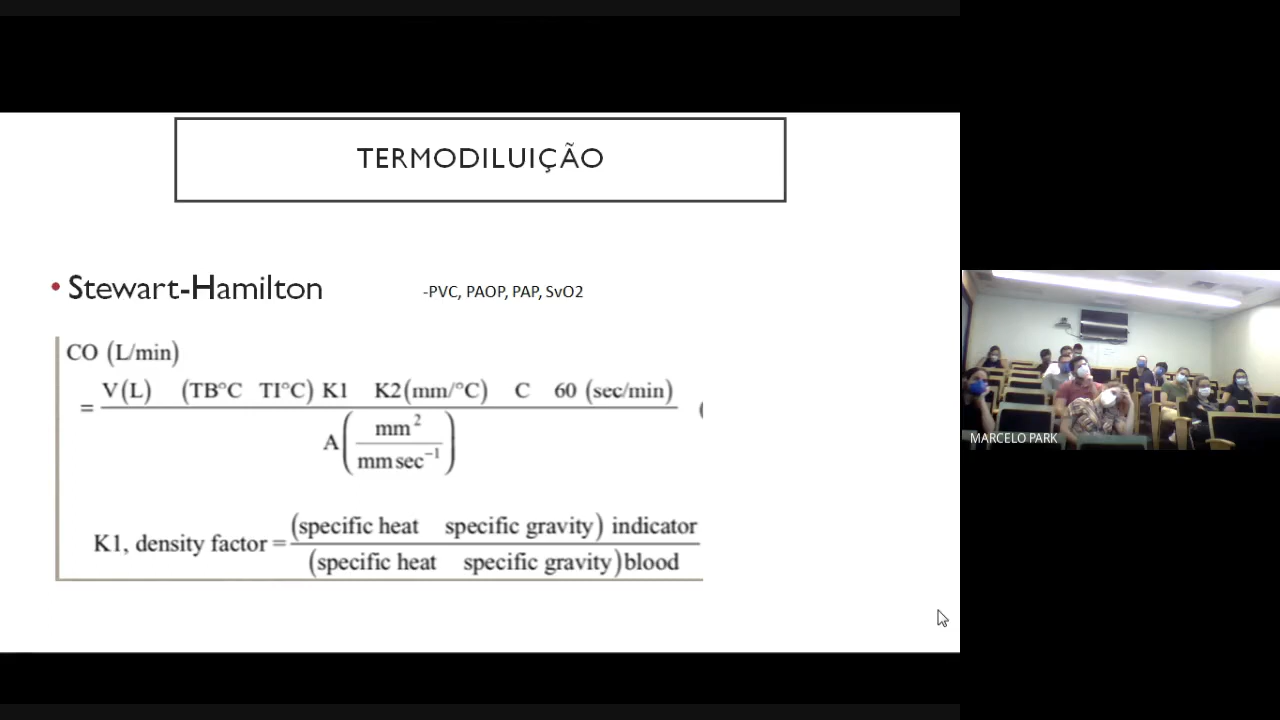 TERMODILUIÇÃO
• Stewart-Hamilton
-PVC, PAOP, PAP, SvO2
CO (L/min)
= V(L) (TB°C TI°C) K1 K2(mm/°C) C 60 (sec/min) (
A( mm² )
mm sec⁻¹
K1, density factor = (specific heat specific gravity) indicator
(specific heat specific gravity) blood
MARCELO PARK